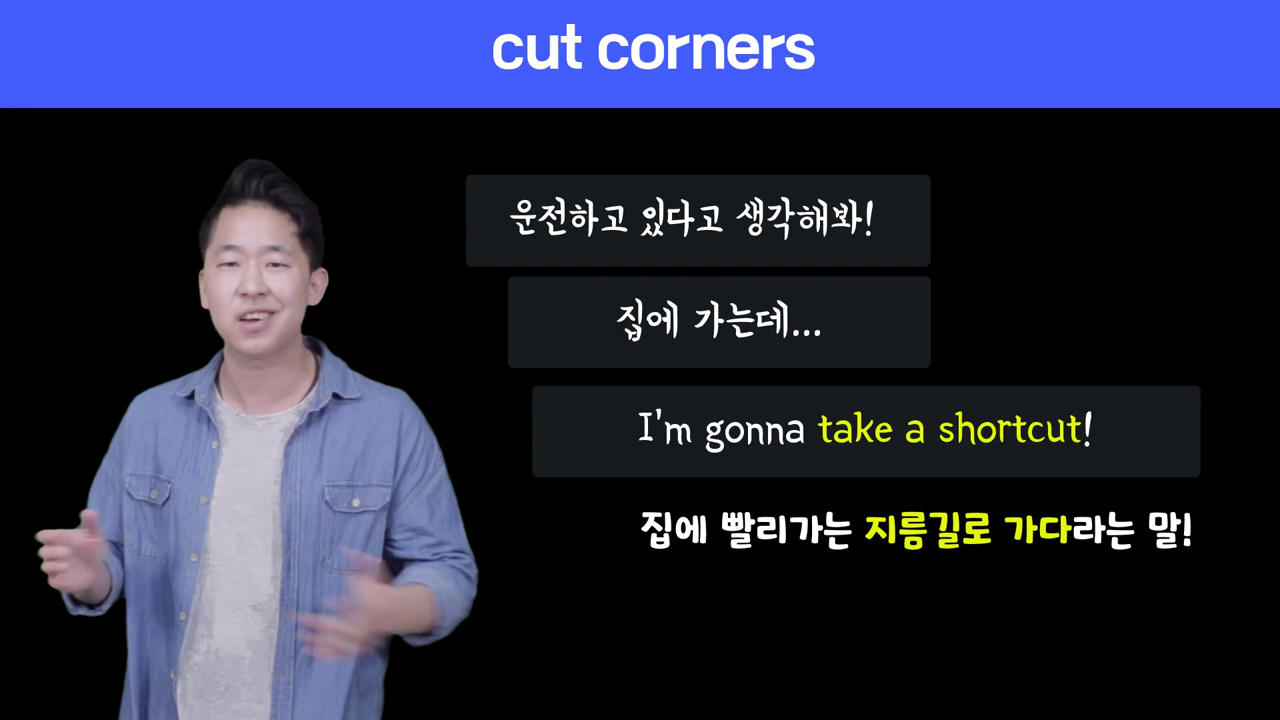 cut corners
운전하고 있다고 생각해봐!
집에 가는데...
I'm gonna take a shortcut!
집에 빨리가는 지름길로 가다라는 말!